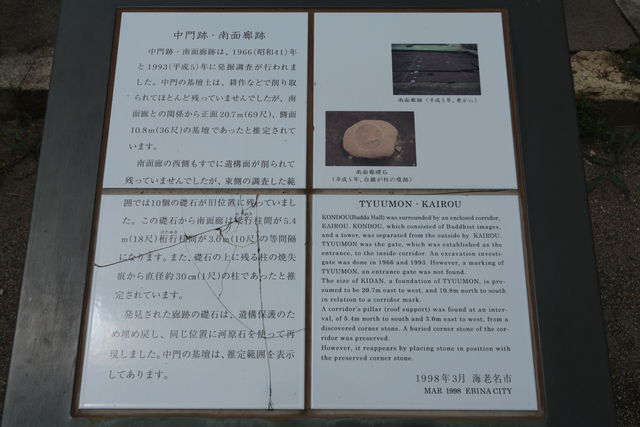 中門跡・南面廊跡
中門跡・南面廊跡は、1966(昭和41)年
と1993(平成5)年に発掘調査が行われま
した。中門の基壇土は、耕作などで削り取
られてほとんど残っていませんでしたが、南
面廊との関係から正面20.7m(69尺)、側面
10.8m(36尺)の基壇であったと推定されて
います。
南面廊の西側もすでに遺構面が削られて
残っていませんでしたが、東側の調査した範
囲では10個の礎石が旧位置に残っていまし
た。この礎石から南面廊は梁行柱間が5.4
m(18尺)桁行柱間が3.0m(10尺)の等間隔
になります。また、礎石の上に残る柱の焼失
痕から直径約30cm(1尺)の柱であったと推
定されています。
発見された廊跡の礎石は、遺構保護のた
め埋め戻し、同じ位置に河原石を使って再
現しました。中門の基壇は、推定範囲を表示
してあります。
南面廊跡(平成5年、東から)
南面廊礎石
(平成5年、白線が柱の痕跡)
TYUUMON・KAIROU
KONDOU(Budda Hall) was surrounded by an enclosed corridor,
KAIROU. KONDOU, which consisted of Buddhist images,
and a tower, was separated from the outside by KAIROU.
TYUUMON was the gate, which was established as the
entrance, to the inside corridor. An excavation investi-
gate was done in 1966 and 1993. However, a marking of
TYUUMON, an entrance gate was not found.
The size of KIDAN, a foundation of TYUUMON, is pre-
sumed to be 20.7m east to west, and 10.8m north to south
in relation to a corridor mark.
A corridor's pillar (roof support) was found at an inter-
val, of 5.4m north to south and 3.0m east to west, from a
discovered corner stone. A buried corner stone of the cor-
ridor was preserved.
However, it reappears by placing stone in position with
the preserved corner stone.
1998年3月 海老名市
MAR 1998 EBINA CITY